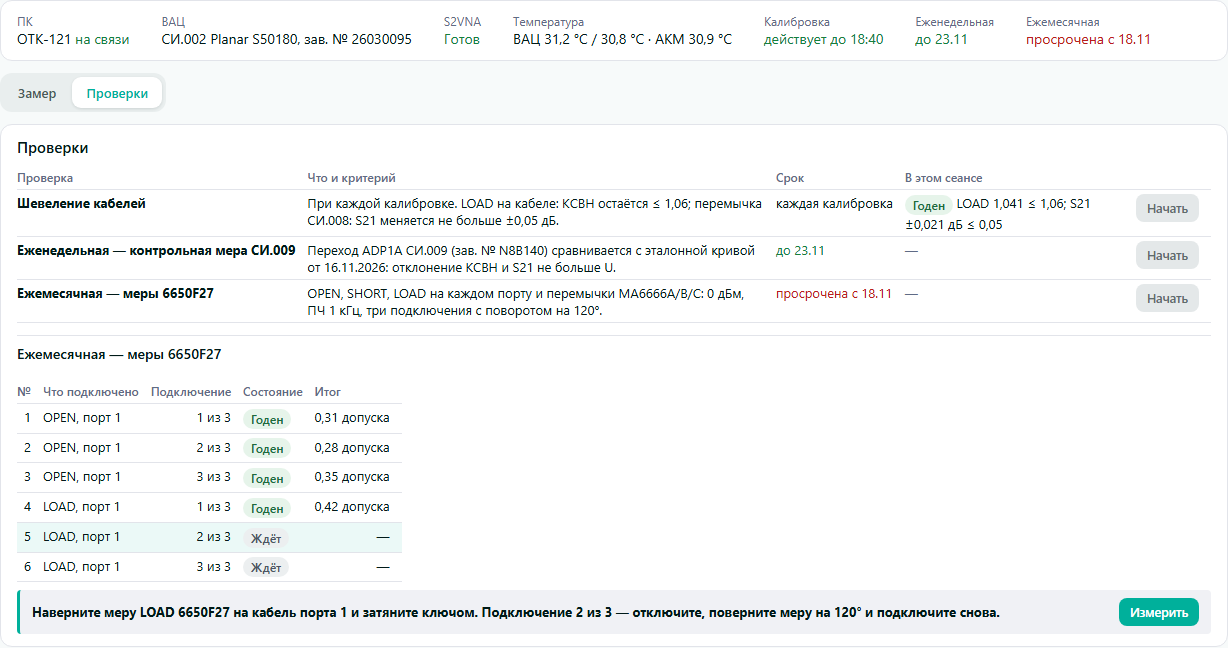 ПК ВАЦ S2VNA Температура Калибровка Еженедельная Ежемесячная
ОТК-121 на связи СИ.002 Planar S50180, зав. № 26030095 Готов ВАЦ 31,2 °C / 30,8 °C · АКМ 30,9 °C действует до 18:40 до 23.11 просрочена с 18.11
Замер Проверки
Проверки
Проверка Что и критерий Срок В этом сеансе
Шевеление кабелей При каждой калибровке. LOAD на кабеле: КСВН остаётся ≤ 1,06; перемычка каждая калибровка Годен LOAD 1,041 ≤ 1,06; S21 Начать
СИ.008: S21 меняется не больше ±0,05 дБ. ±0,021 дБ ≤ 0,05
Еженедельная — контрольная мера СИ.009 Переход ADP1A СИ.009 (зав. № N8B140) сравнивается с эталонной кривой до 23.11 — Начать
от 16.11.2026: отклонение КСВН и S21 не больше U.
Ежемесячная — меры 6650F27 OPEN, SHORT, LOAD на каждом порту и перемычки MA6666A/B/C: 0 дБм, просрочена с 18.11 — Начать
ПЧ 1 кГц, три подключения с поворотом на 120°.
Ежемесячная — меры 6650F27
№ Что подключено Подключение Состояние Итог
1 OPEN, порт 1 1 из 3 Годен 0,31 допуска
2 OPEN, порт 1 2 из 3 Годен 0,28 допуска
3 OPEN, порт 1 3 из 3 Годен 0,35 допуска
4 LOAD, порт 1 1 из 3 Годен 0,42 допуска
5 LOAD, порт 1 2 из 3 Ждёт —
6 LOAD, порт 1 3 из 3 Ждёт —
Наверните меру LOAD 6650F27 на кабель порта 1 и затяните ключом. Подключение 2 из 3 — отключите, поверните меру на 120° и подключите снова. Измерить